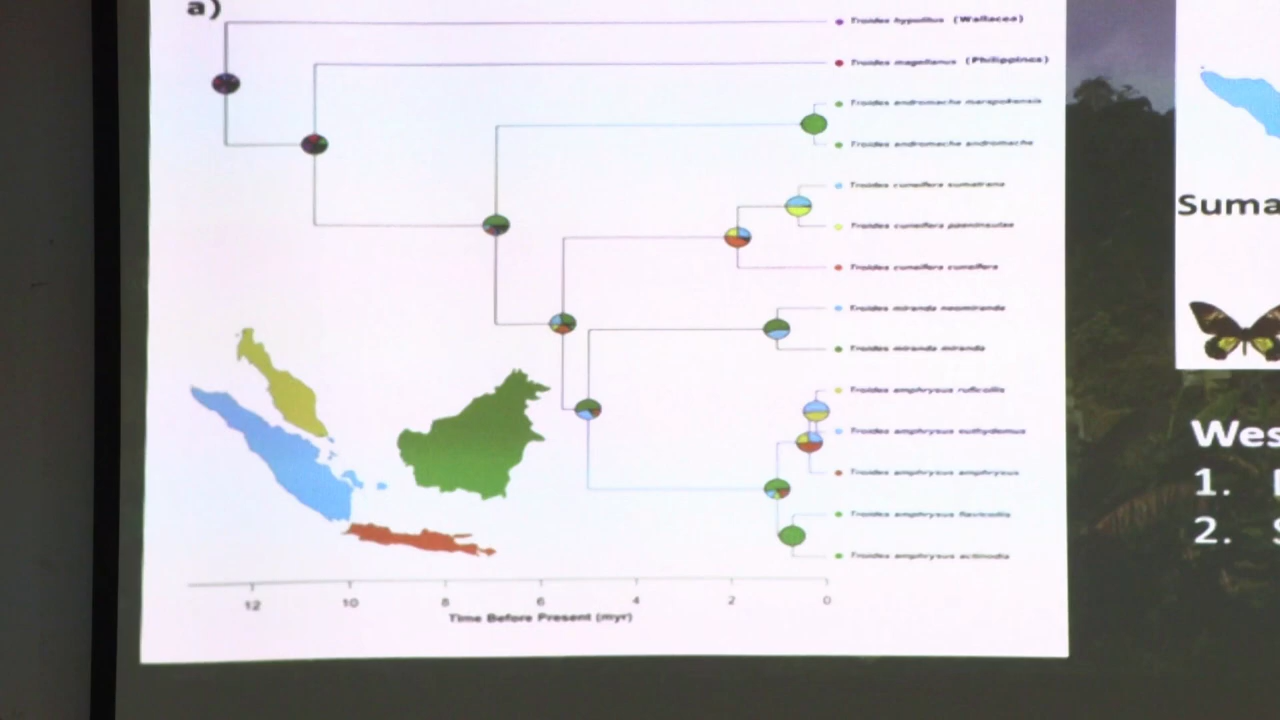 a)
Troides hypolitus (Wallacea)
Troides magellanus (Philippines)
Troides andromache marapokensis
Troides andromache andromache
Troides cuneifera sumatrana
Troides cuneifera paeninsulae
Troides cuneifera cuneifera
Troides miranda neomiranda
Troides miranda miranda
Troides amphrysus ruficollis
Troides amphrysus euthydemus
Troides amphrysus amphrysus
Troides amphrysus flavicollis
Troides amphrysus actinodia
12 10 8 6 4 2 0
Time Before Present (myr)
Suma
Wes
1.
2. S